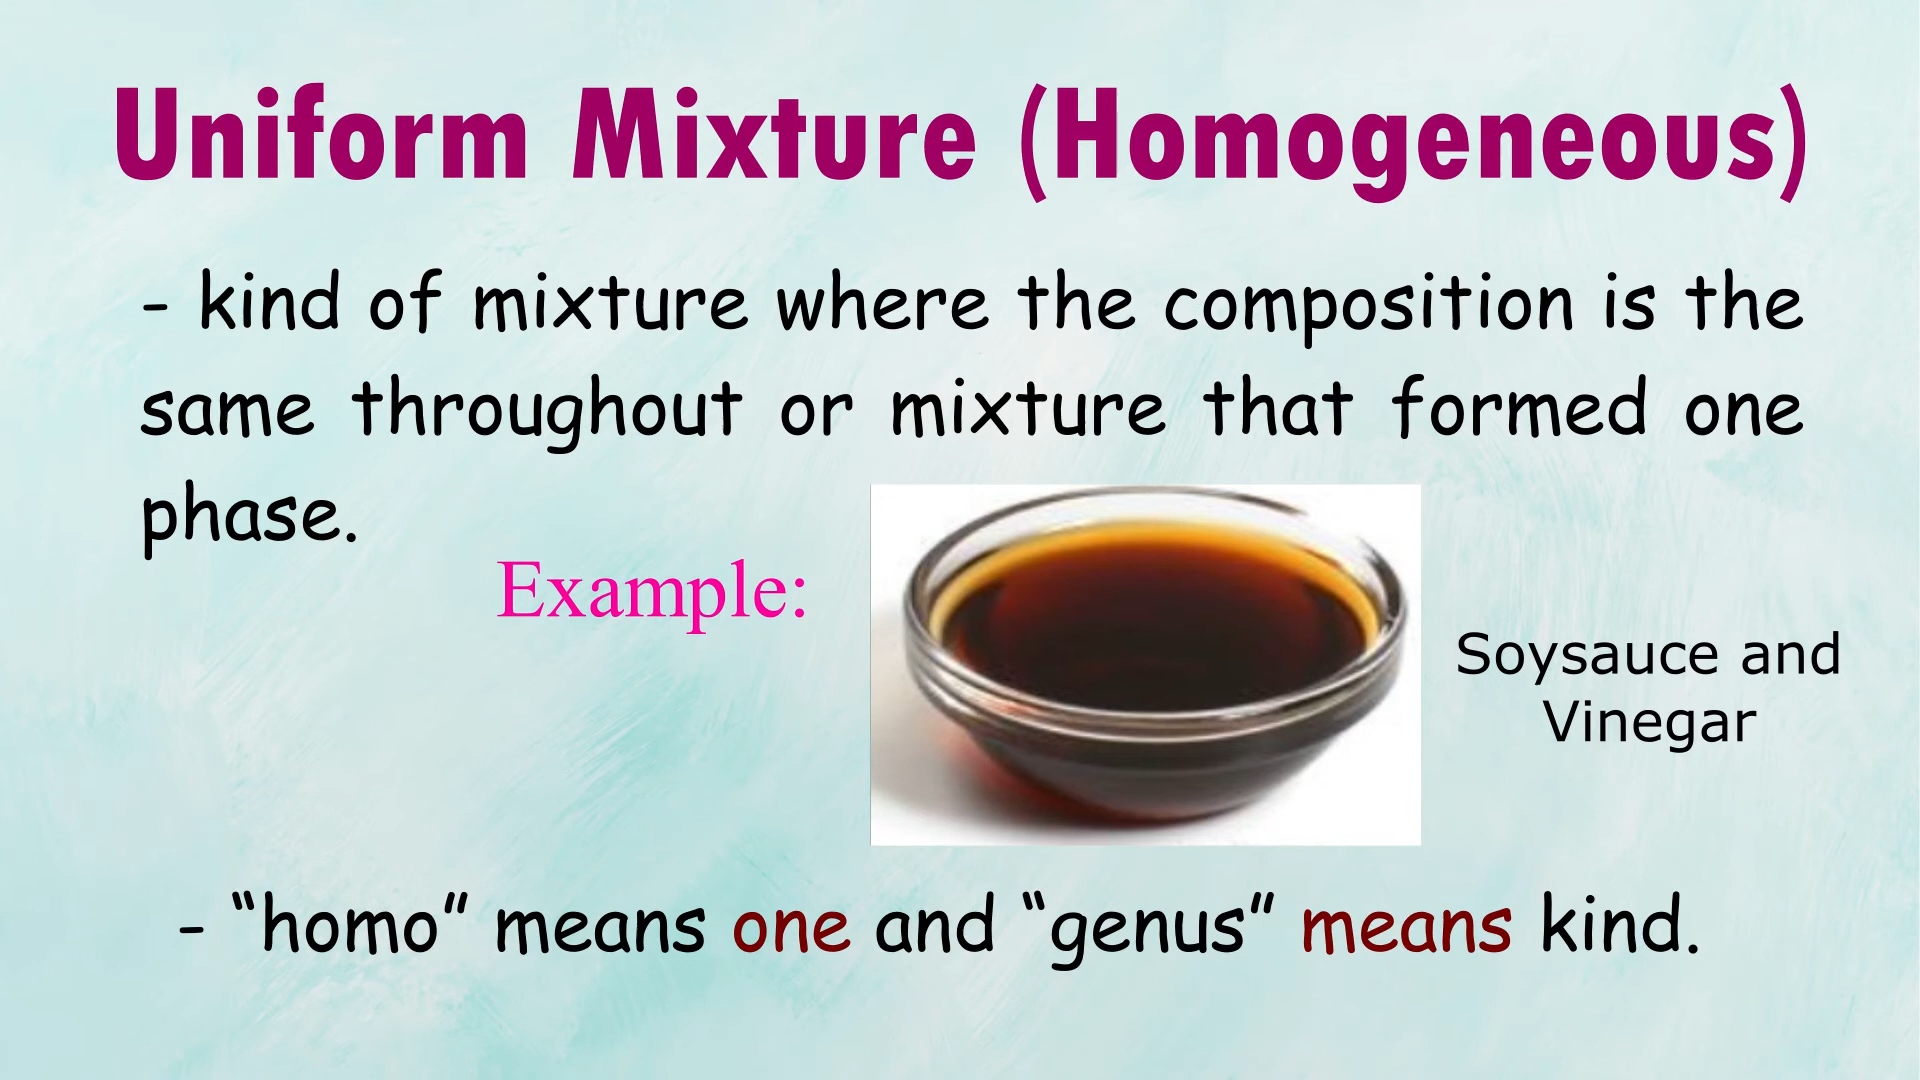 Uniform Mixture (Homogeneous)
- kind of mixture where the composition is the
same throughout or mixture that formed one
phase.
Example:
Soysauce and
Vinegar
- “homo” means one and “genus” means kind.